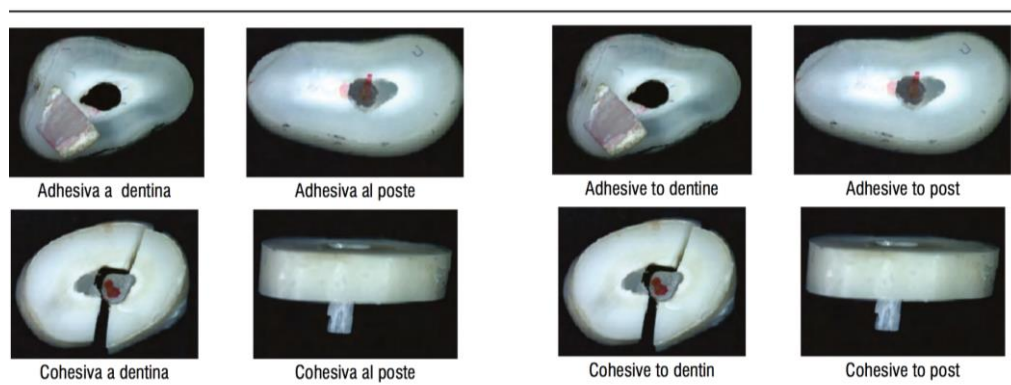 Adhesiva a dentina
Adhesiva al poste
Adhesive to dentine
Adhesive to post
Cohesiva a dentina
Cohesiva al poste
Cohesive to dentin
Cohesive to post